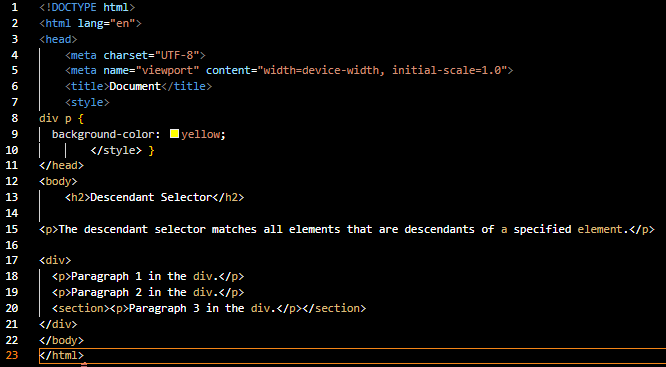 1 <!DOCTYPE html>
2 <html lang="en">
3 <head>
4 <meta charset="UTF-8">
5 <meta name="viewport" content="width=device-width, initial-scale=1.0">
6 <title>Document</title>
7 <style>
8 div p {
9 background-color: yellow;
10 </style> }
11 </head>
12 <body>
13 <h2>Descendant Selector</h2>
14
15 <p>The descendant selector matches all elements that are descendants of a specified element.</p>
16
17 <div>
18 <p>Paragraph 1 in the div.</p>
19 <p>Paragraph 2 in the div.</p>
20 <section><p>Paragraph 3 in the div.</p></section>
21 </div>
22 </body>
23 </html>